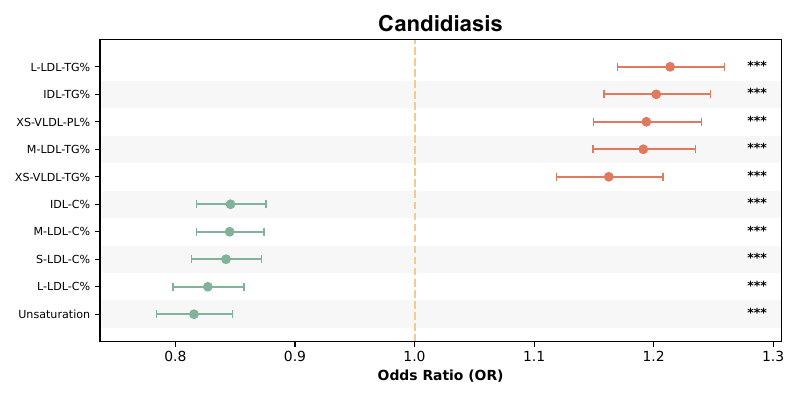 Candidiasis
L-LDL-TG% ***
IDL-TG% ***
XS-VLDL-PL% ***
M-LDL-TG% ***
XS-VLDL-TG% ***
IDL-C% ***
M-LDL-C% ***
S-LDL-C% ***
L-LDL-C% ***
Unsaturation ***
0.8 0.9 1.0 1.1 1.2 1.3
Odds Ratio (OR)